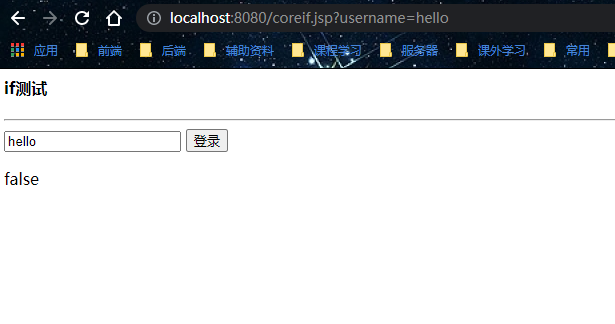 localhost:8080/coreif.jsp?username=hello
应用 前端 后端 辅助资料 课程学习 服务器 课外学习 常用
if测试
hello 登录
false